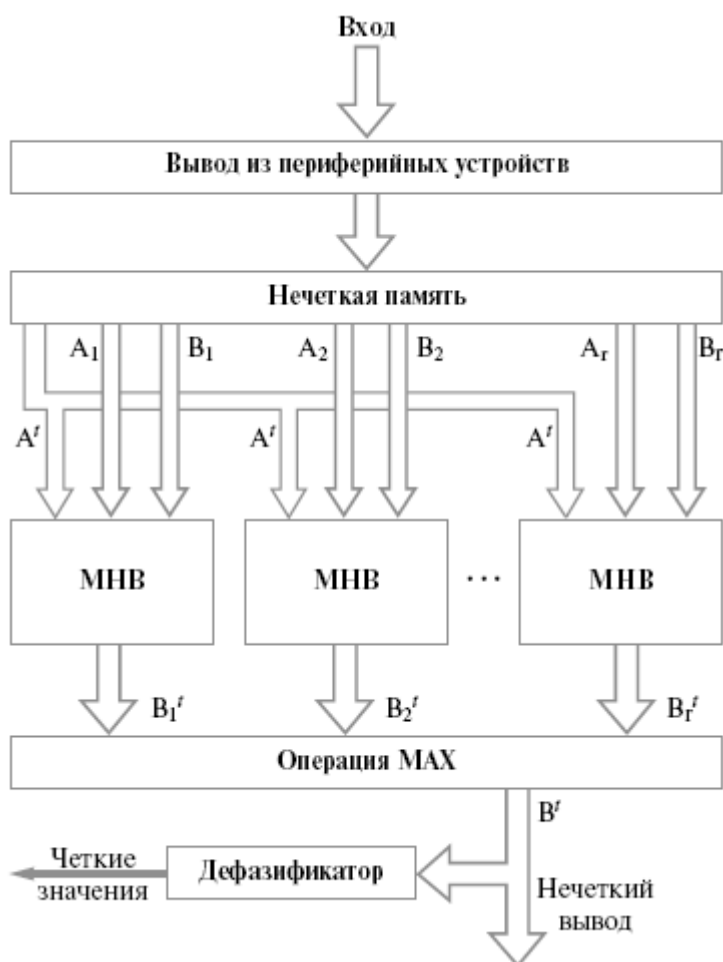 Вход
Вывод из периферийных устройств
Нечеткая память
A₁ B₁ A₂ B₂ Aᵣ Bᵣ
A′ A′ A′
МНВ МНВ ... МНВ
B₁′ B₂′ Bᵣ′
Операция MAX
B′
Четкие
значения
Дефазификатор
Нечеткий
вывод